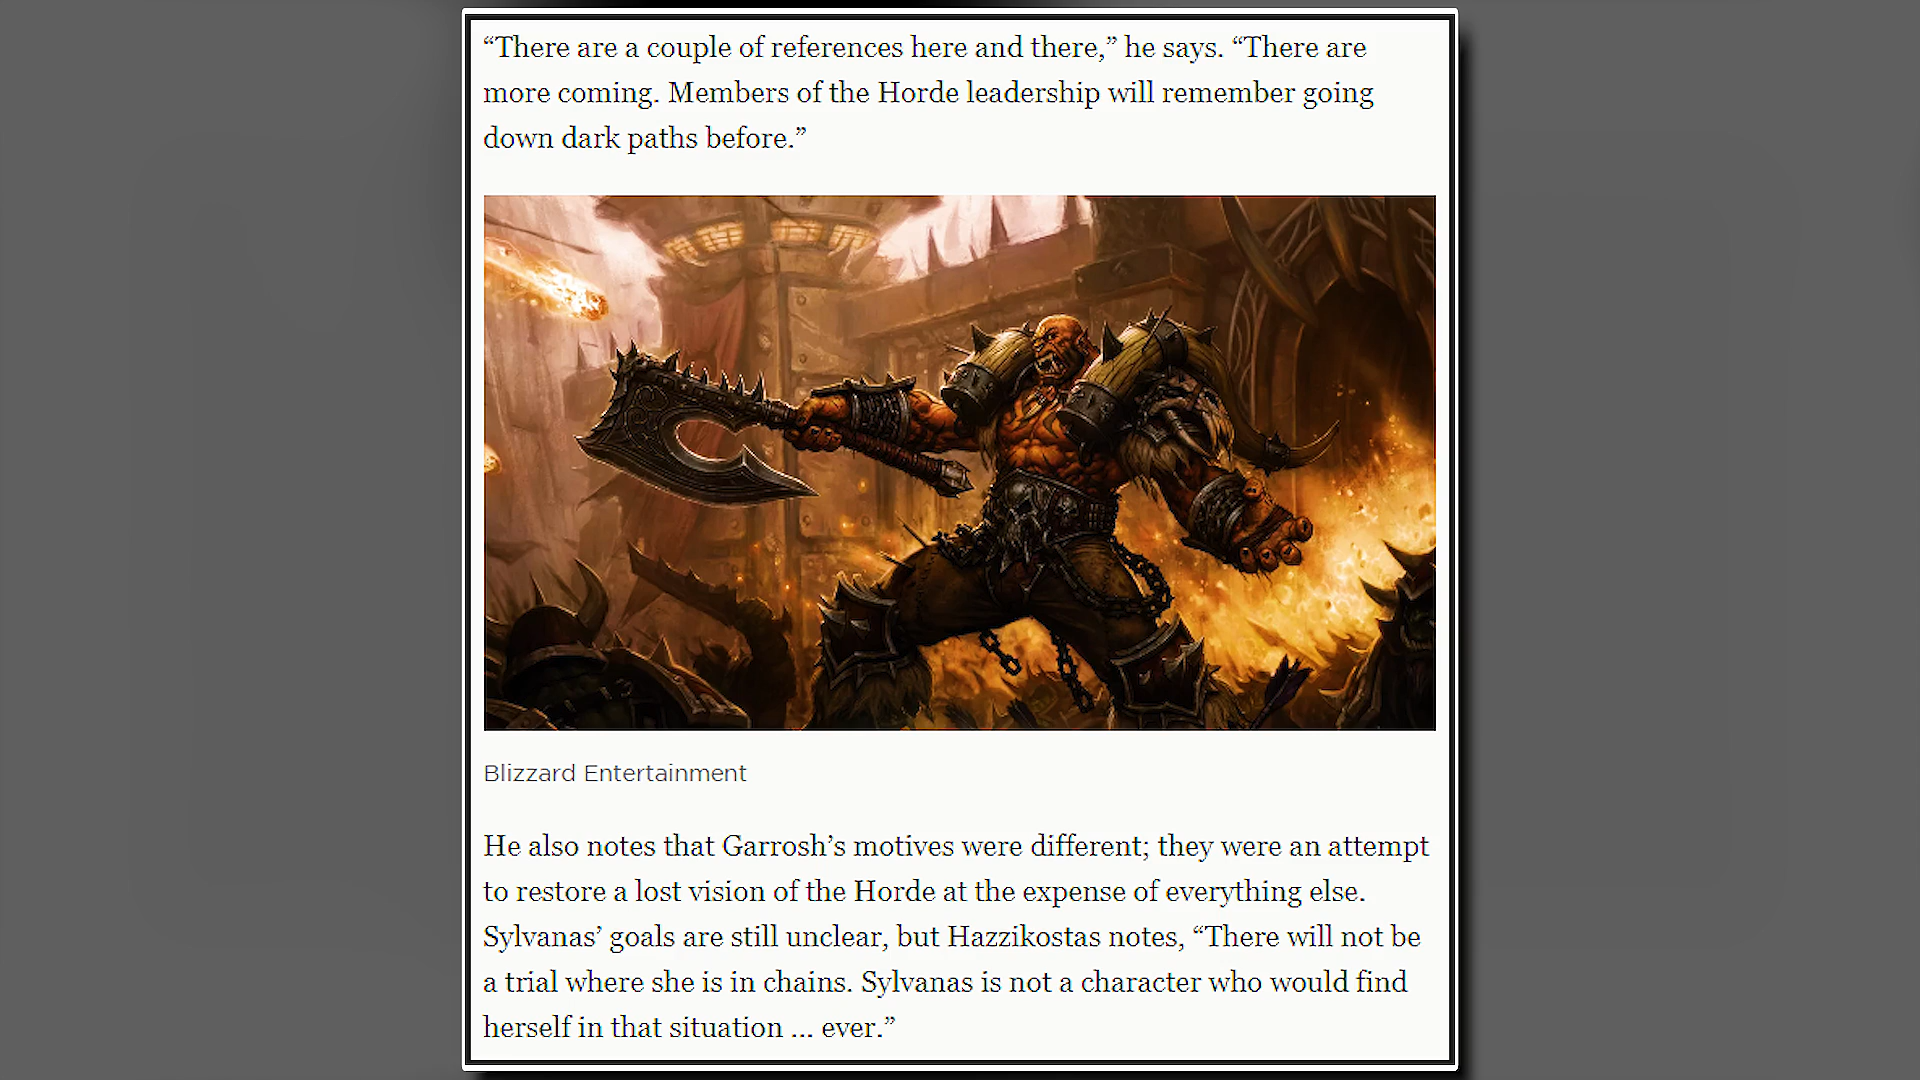 “There are a couple of references here and there,” he says. “There are
more coming. Members of the Horde leadership will remember going
down dark paths before.”
Blizzard Entertainment
He also notes that Garrosh’s motives were different; they were an attempt
to restore a lost vision of the Horde at the expense of everything else.
Sylvanas’ goals are still unclear, but Hazzikostas notes, “There will not be
a trial where she is in chains. Sylvanas is not a character who would find
herself in that situation ... ever.”